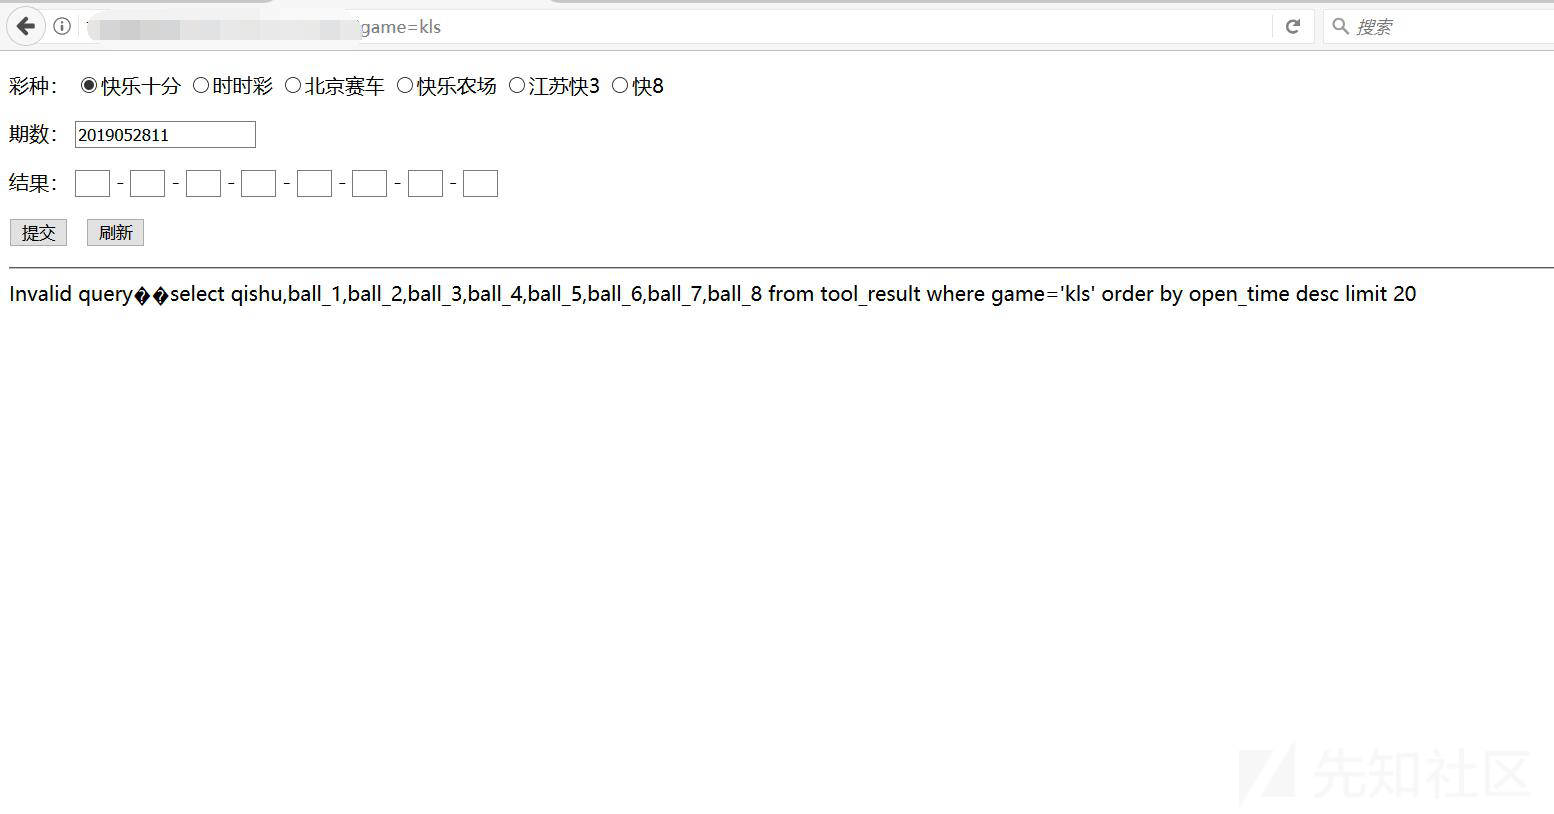 game=kls 搜索
彩种： 快乐十分 时时彩 北京赛车 快乐农场 江苏快3 快8
期数： 2019052811
结果： - - - - - - -
提交 刷新
Invalid query��select qishu,ball_1,ball_2,ball_3,ball_4,ball_5,ball_6,ball_7,ball_8 from tool_result where game='kls' order by open_time desc limit 20
先知社区